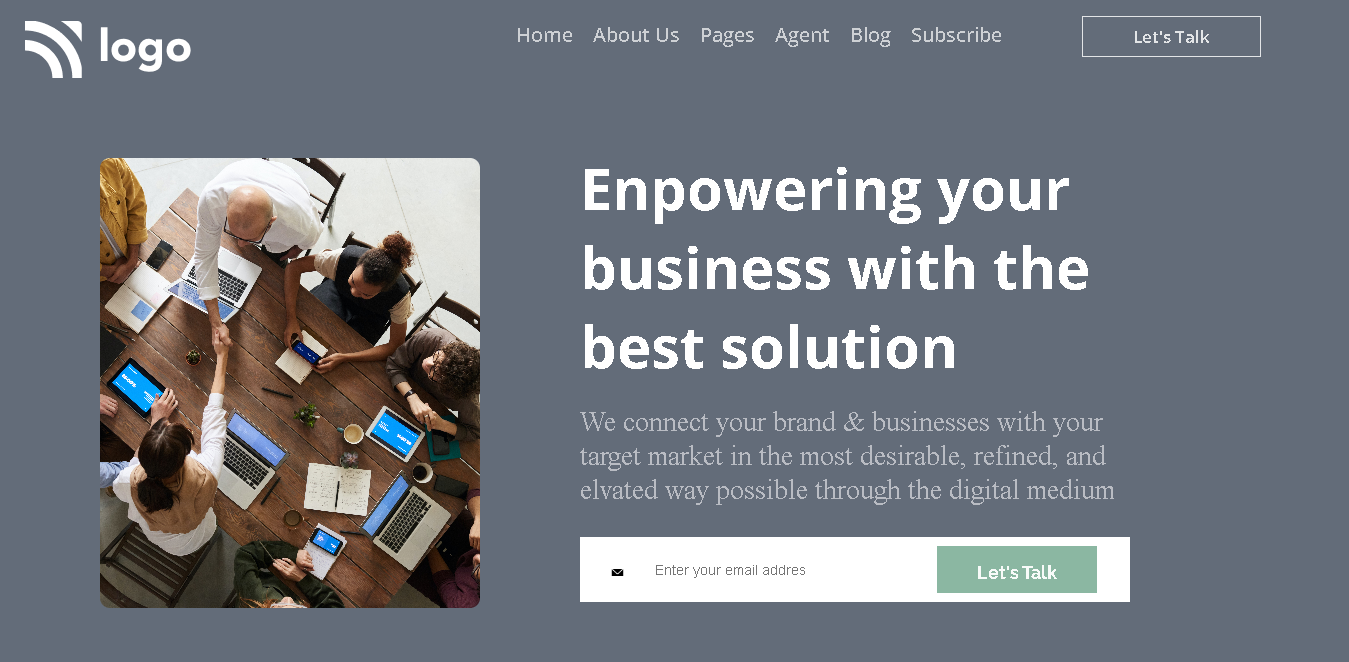 logo
Home About Us Pages Agent Blog Subscribe
Let's Talk
Enpowering your
business with the
best solution
We connect your brand & businesses with your
target market in the most desirable, refined, and
elvated way possible through the digital medium
Enter your email addres
Let's Talk